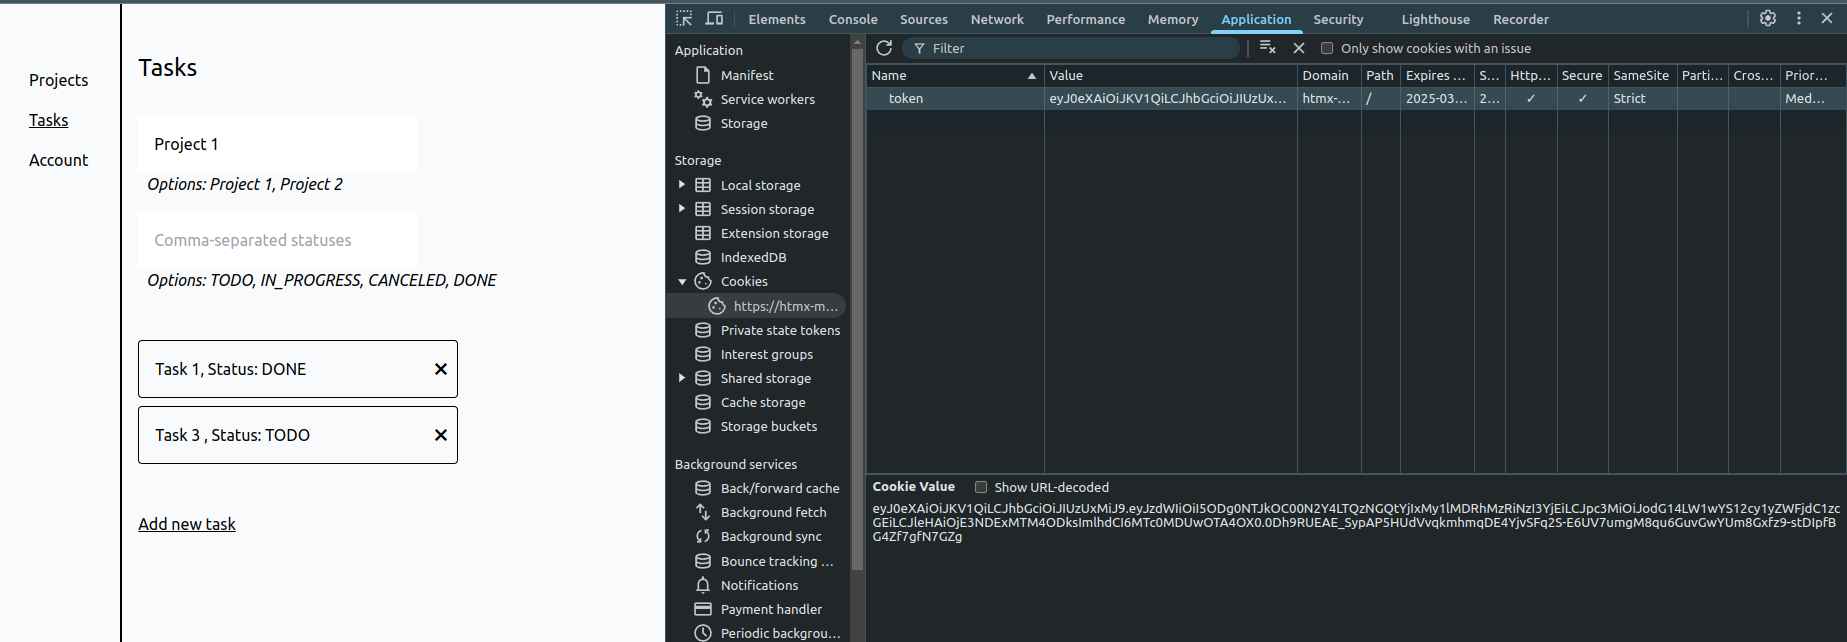 Projects
Tasks
Account
Tasks
Project 1
Options: Project 1, Project 2
Comma-separated statuses
Options: TODO, IN_PROGRESS, CANCELED, DONE
Task 1, Status: DONE
Task 3 , Status: TODO
Add new task
Elements Console Sources Network Performance Memory Application Security Lighthouse Recorder
Application
Manifest
Service workers
Storage
Storage
Local storage
Session storage
Extension storage
IndexedDB
Cookies
https://htmx-m…
Private state tokens
Interest groups
Shared storage
Cache storage
Storage buckets
Background services
Back/forward cache
Background fetch
Background sync
Bounce tracking …
Notifications
Payment handler
Periodic backgrou…
Filter
Only show cookies with an issue
Name Value Domain Path Expires … S… Http… Secure SameSite Parti… Cros… Prior…
token eyJ0eXAiOiJKV1QiLCJhbGciOiJIUzUx… htmx-… / 2025-03… 2… ✓ ✓ Strict Med…
Cookie Value Show URL-decoded
eyJ0eXAiOiJKV1QiLCJhbGciOiJIUzUxMiJ9.eyJzdWIiOiI5ODg0NTJkOC00N2Y4LTQzNGQtYjIxMy1lMDRhMzRiNzI3YjEiLCJpc3MiOiJodG14LW1wYS12cy1yZWFjdC1zc
GEiLCJleHAiOjE3NDExMTM4ODksImlhdCI6MTc0MDUwOTA4OX0.0Dh9RUEAE_SypAP5HUdVvqkmhmqDE4YjvSFq2S-E6UV7umgM8qu6GuvGwYUm8Gxfz9-stDIpfB
G4Zf7gfN7GZg